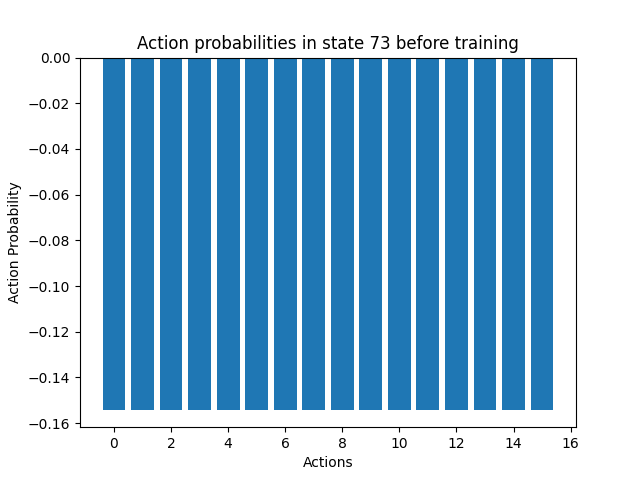 Action probabilities in state 73 before training
0.00
−0.02
−0.04
−0.06
−0.08
−0.10
−0.12
−0.14
−0.16
Action Probability
0 2 4 6 8 10 12 14 16
Actions